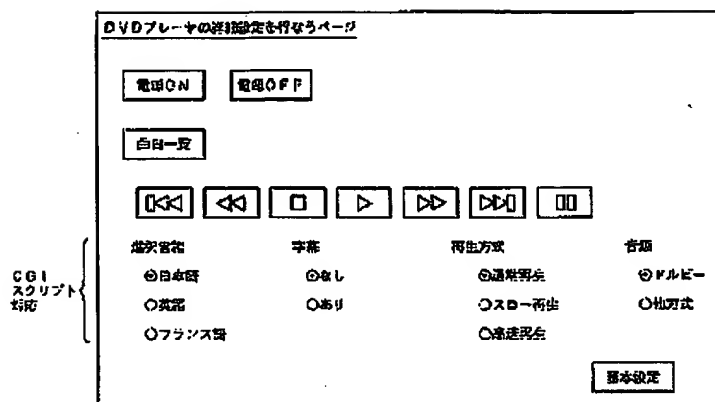 DVDプレーヤの詳細設定を行なうページ
電源ON 電源OFF
曲目一覧
選択言語 字幕 再生方式 音頭
CGI
スクリプト
対応
日本語 なし 通常再生 ドルビー
英語 あり スロー再生 他方式
フランス語 高速再生
基本設定